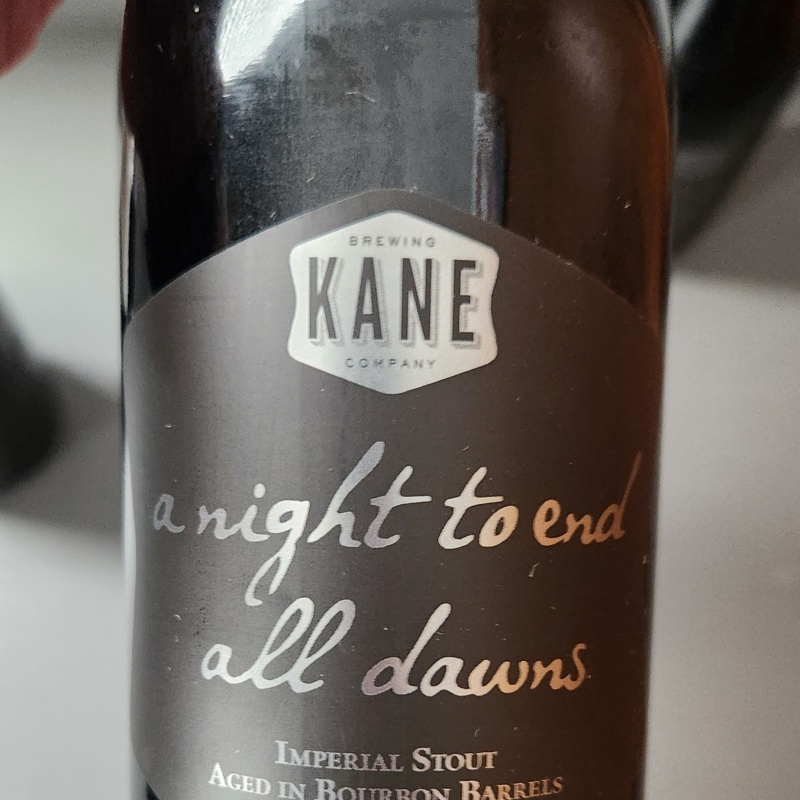 BREWING
KANE
COMPANY
a night to end
all dawns
IMPERIAL STOUT
AGED IN BOURBON BARRELS